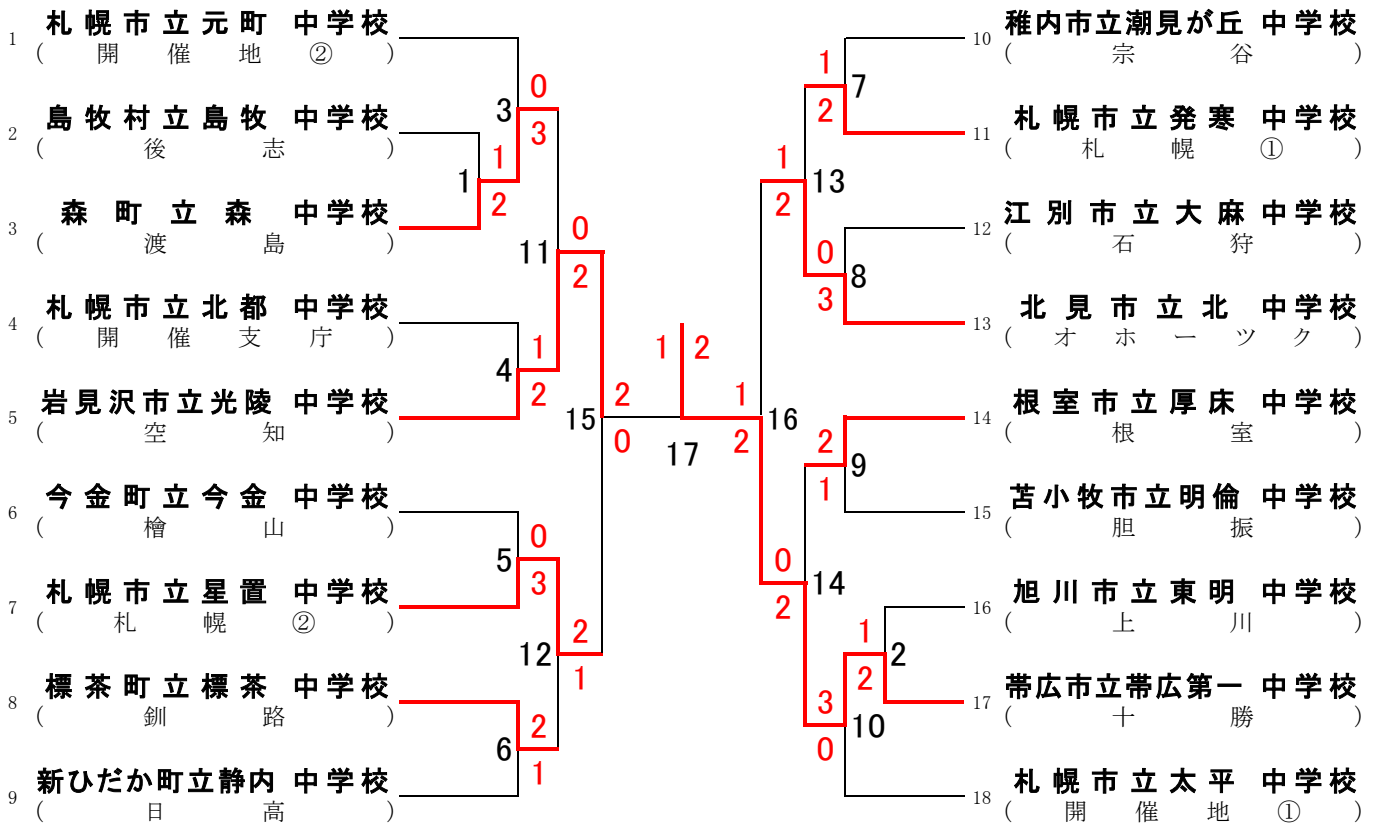 1 札幌市立元町 中学校
( 開催地② )
2 島牧村立島牧 中学校
( 後志 )
3 森町立森 中学校
( 渡島 )
4 札幌市立北都 中学校
( 開催支庁 )
5 岩見沢市立光陵 中学校
( 空知 )
6 今金町立今金 中学校
( 檜山 )
7 札幌市立星置 中学校
( 札幌② )
8 標茶町立標茶 中学校
( 釧路 )
9 新ひだか町立静内 中学校
( 日高 )
3
0
3
1
1
2
11
0
2
4
1
2
15
2
0
5
0
3
12
2
1
6
2
1
1 2
17
1
2
7
1
2
13
1
2
8
0
3
16
1
2
9
2
1
14
0
2
2
1
2
10
3
0
10 稚内市立潮見が丘 中学校
( 宗谷 )
11 札幌市立発寒 中学校
( 札幌① )
12 江別市立大麻 中学校
( 石狩 )
13 北見市立北 中学校
( オホーツク )
14 根室市立厚床 中学校
( 根室 )
15 苫小牧市立明倫 中学校
( 胆振 )
16 旭川市立東明 中学校
( 上川 )
17 帯広市立帯広第一 中学校
( 十勝 )
18 札幌市立太平 中学校
( 開催地① )